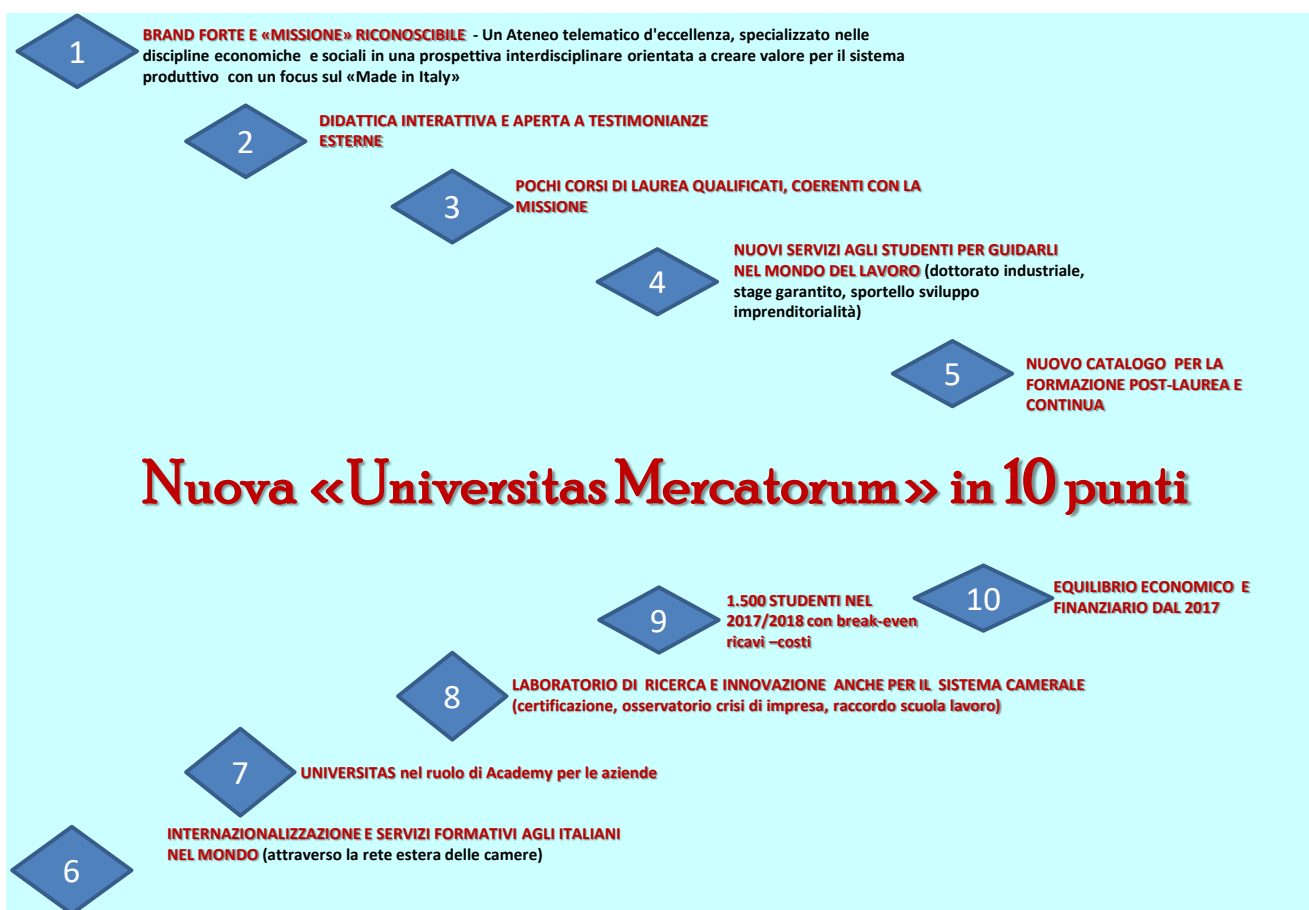 1
BRAND FORTE E «MISSIONE» RICONOSCIBILE - Un Ateneo telematico d'eccellenza, specializzato nelle
discipline economiche e sociali in una prospettiva interdisciplinare orientata a creare valore per il sistema
produttivo con un focus sul «Made in Italy»
2
DIDATTICA INTERATTIVA E APERTA A TESTIMONIANZE
ESTERNE
3
POCHI CORSI DI LAUREA QUALIFICATI, COERENTI CON LA
MISSIONE
4
NUOVI SERVIZI AGLI STUDENTI PER GUIDARLI
NEL MONDO DEL LAVORO (dottorato industriale,
stage garantito, sportello sviluppo
imprenditorialità)
5
NUOVO CATALOGO PER LA
FORMAZIONE POST-LAUREA E
CONTINUA
Nuova «Universitas Mercatorum» in 10 punti
10
EQUILIBRIO ECONOMICO E
FINANZIARIO DAL 2017
9
1.500 STUDENTI NEL
2017/2018 con break-even
ricavi –costi
8
LABORATORIO DI RICERCA E INNOVAZIONE ANCHE PER IL SISTEMA CAMERALE
(certificazione, osservatorio crisi di impresa, raccordo scuola lavoro)
7
UNIVERSITAS nel ruolo di Academy per le aziende
6
INTERNAZIONALIZZAZIONE E SERVIZI FORMATIVI AGLI ITALIANI
NEL MONDO (attraverso la rete estera delle camere)